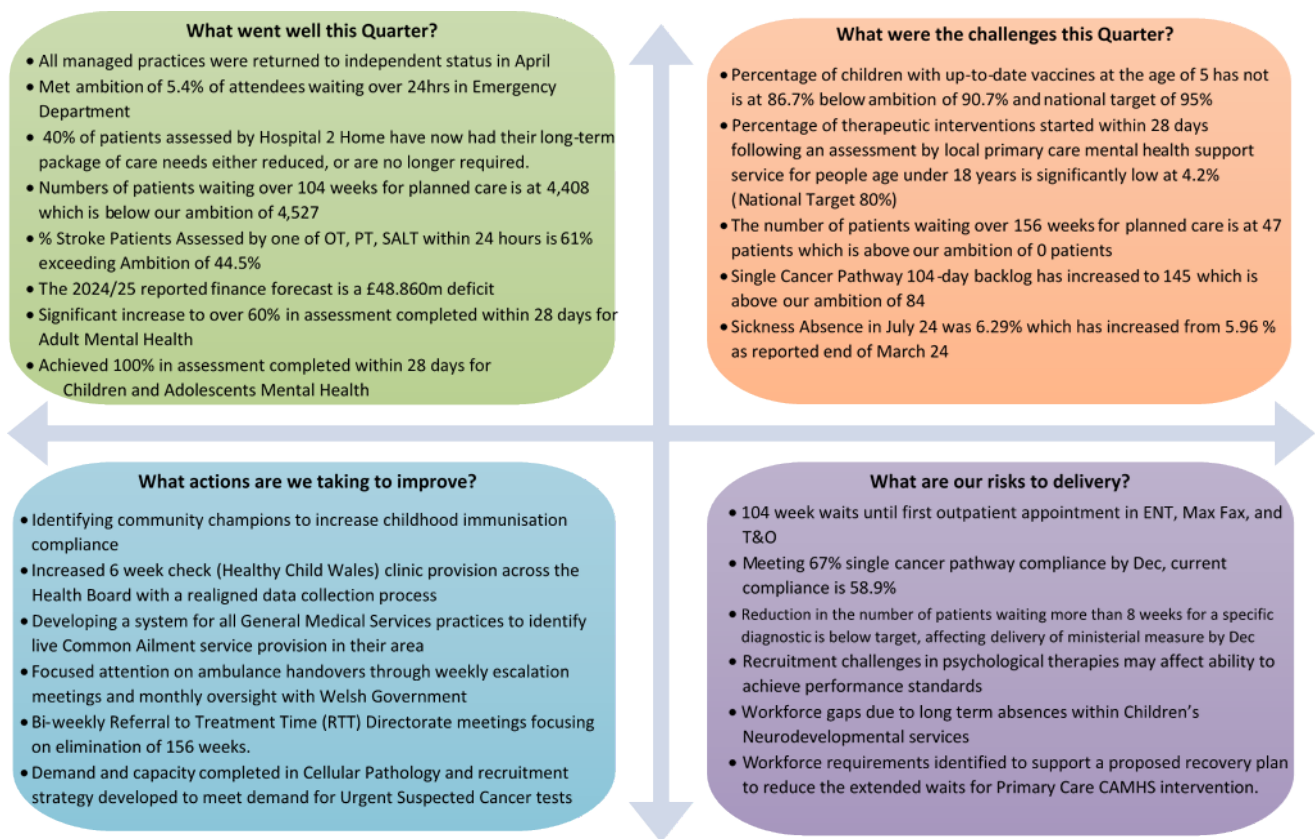 What went well this Quarter?
• All managed practices were returned to independent status in April
• Met ambition of 5.4% of attendees waiting over 24hrs in Emergency
Department
• 40% of patients assessed by Hospital 2 Home have now had their long-term
package of care needs either reduced, or are no longer required.
• Numbers of patients waiting over 104 weeks for planned care is at 4,408
which is below our ambition of 4,527
• % Stroke Patients Assessed by one of OT, PT, SALT within 24 hours is 61%
exceeding Ambition of 44.5%
• The 2024/25 reported finance forecast is a £48.860m deficit
• Significant increase to over 60% in assessment completed within 28 days for
Adult Mental Health
• Achieved 100% in assessment completed within 28 days for
Children and Adolescents Mental Health
What were the challenges this Quarter?
• Percentage of children with up-to-date vaccines at the age of 5 has not
is at 86.7% below ambition of 90.7% and national target of 95%
• Percentage of therapeutic interventions started within 28 days
following an assessment by local primary care mental health support
service for people age under 18 years is significantly low at 4.2%
(National Target 80%)
• The number of patients waiting over 156 weeks for planned care is at 47
patients which is above our ambition of 0 patients
• Single Cancer Pathway 104-day backlog has increased to 145 which is
above our ambition of 84
• Sickness Absence in July 24 was 6.29% which has increased from 5.96 %
as reported end of March 24
What actions are we taking to improve?
• Identifying community champions to increase childhood immunisation
compliance
• Increased 6 week check (Healthy Child Wales) clinic provision across the
Health Board with a realigned data collection process
• Developing a system for all General Medical Services practices to identify
live Common Ailment service provision in their area
• Focused attention on ambulance handovers through weekly escalation
meetings and monthly oversight with Welsh Government
• Bi-weekly Referral to Treatment Time (RTT) Directorate meetings focusing
on elimination of 156 weeks.
• Demand and capacity completed in Cellular Pathology and recruitment
strategy developed to meet demand for Urgent Suspected Cancer tests
What are our risks to delivery?
• 104 week waits until first outpatient appointment in ENT, Max Fax, and
T&O
• Meeting 67% single cancer pathway compliance by Dec, current
compliance is 58.9%
• Reduction in the number of patients waiting more than 8 weeks for a specific
diagnostic is below target, affecting delivery of ministerial measure by Dec
• Recruitment challenges in psychological therapies may affect ability to
achieve performance standards
• Workforce gaps due to long term absences within Children's
Neurodevelopmental services
• Workforce requirements identified to support a proposed recovery plan
to reduce the extended waits for Primary Care CAMHS intervention.